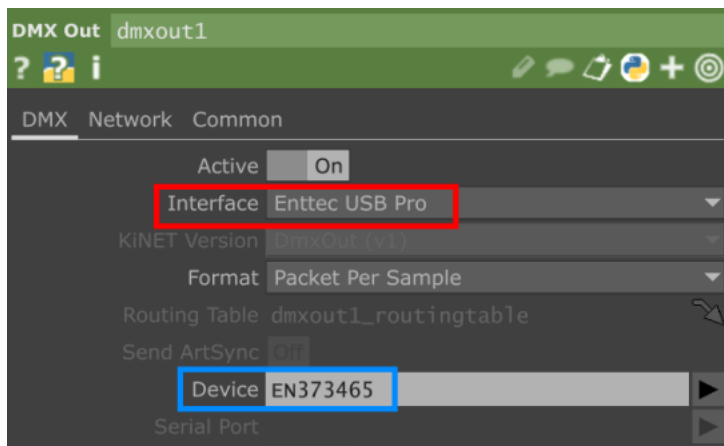 DMX Out dmxout1
? ? i
DMX Network Common
Active On
Interface Enttec USB Pro
KiNET Version DmxOut (v1)
Format Packet Per Sample
Routing Table dmxout1_routingtable
Send ArtSync Off
Device EN373465
Serial Port